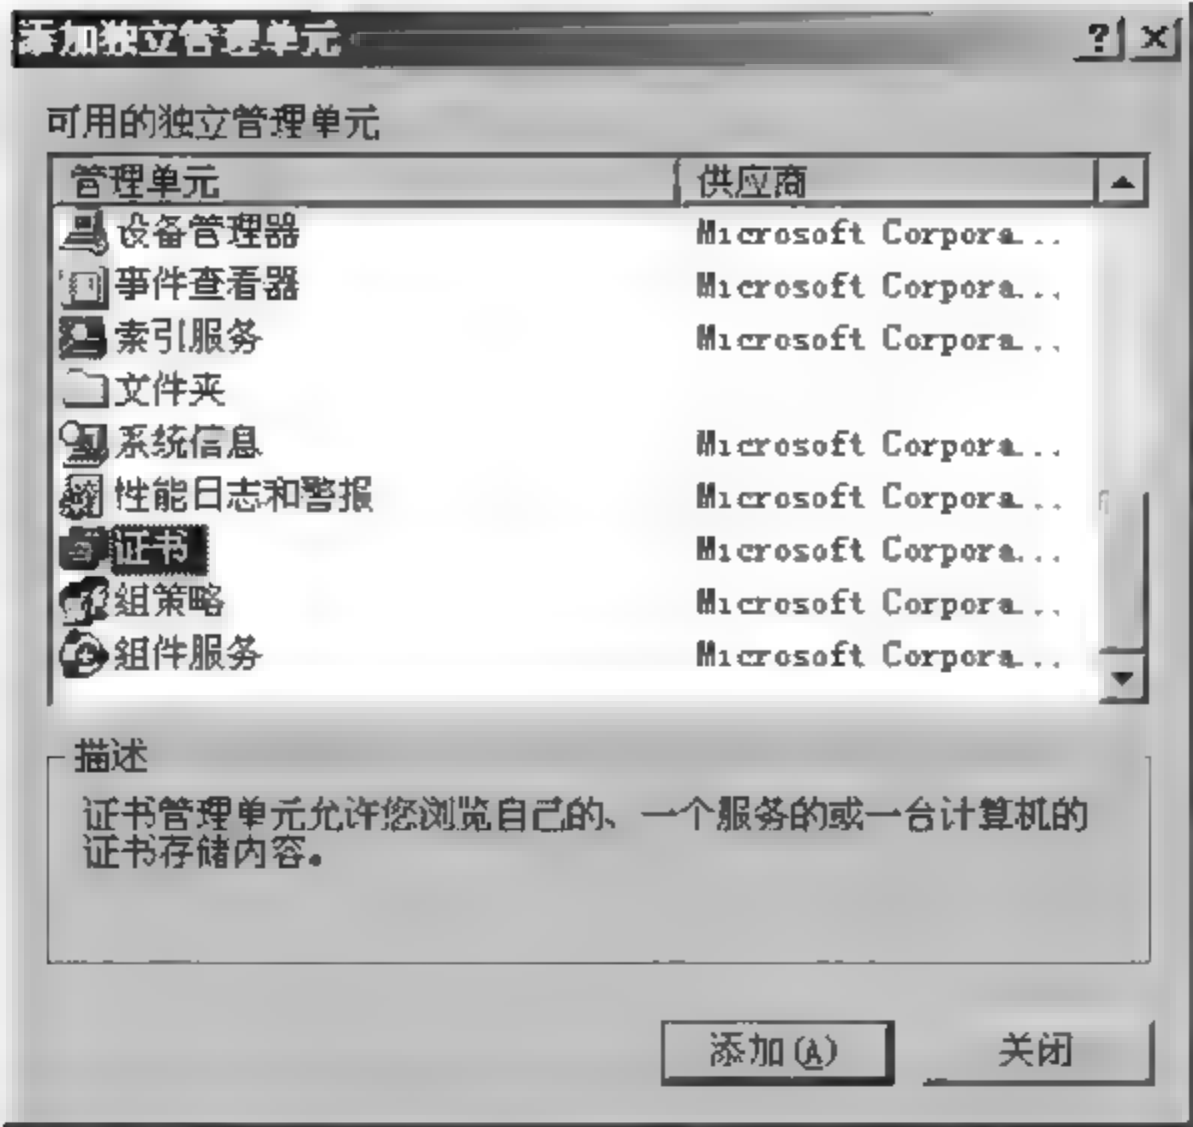 添加独立管理单元
可用的独立管理单元
管理单元 供应商
设备管理器 Microsoft Corpora...
事件查看器 Microsoft Corpora...
索引服务 Microsoft Corpora...
文件夹
系统信息 Microsoft Corpora...
性能日志和警报 Microsoft Corpora...
证书 Microsoft Corpora...
组策略 Microsoft Corpora...
组件服务 Microsoft Corpora...
描述
证书管理单元允许您浏览自己的、一个服务的或一台计算机的
证书存储内容。
添加(A) 关闭